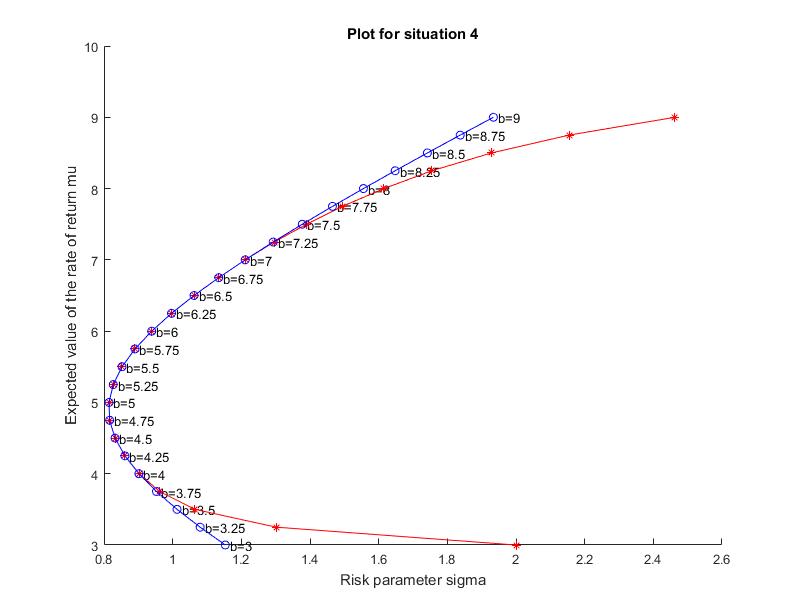 Plot for situation 4
10
9
8
7
6
5
4
3
Expected value of the rate of return mu
b=9
b=8.75
b=8.5
b=8.25
b=8
b=7.75
b=7.5
b=7.25
b=7
b=6.75
b=6.5
b=6.25
b=6
b=5.75
b=5.5
b=5.25
b=5
b=4.75
b=4.5
b=4.25
b=4
b=3.75
b=3.5
b=3.25
b=3
0.8 1 1.2 1.4 1.6 1.8 2 2.2 2.4 2.6
Risk parameter sigma